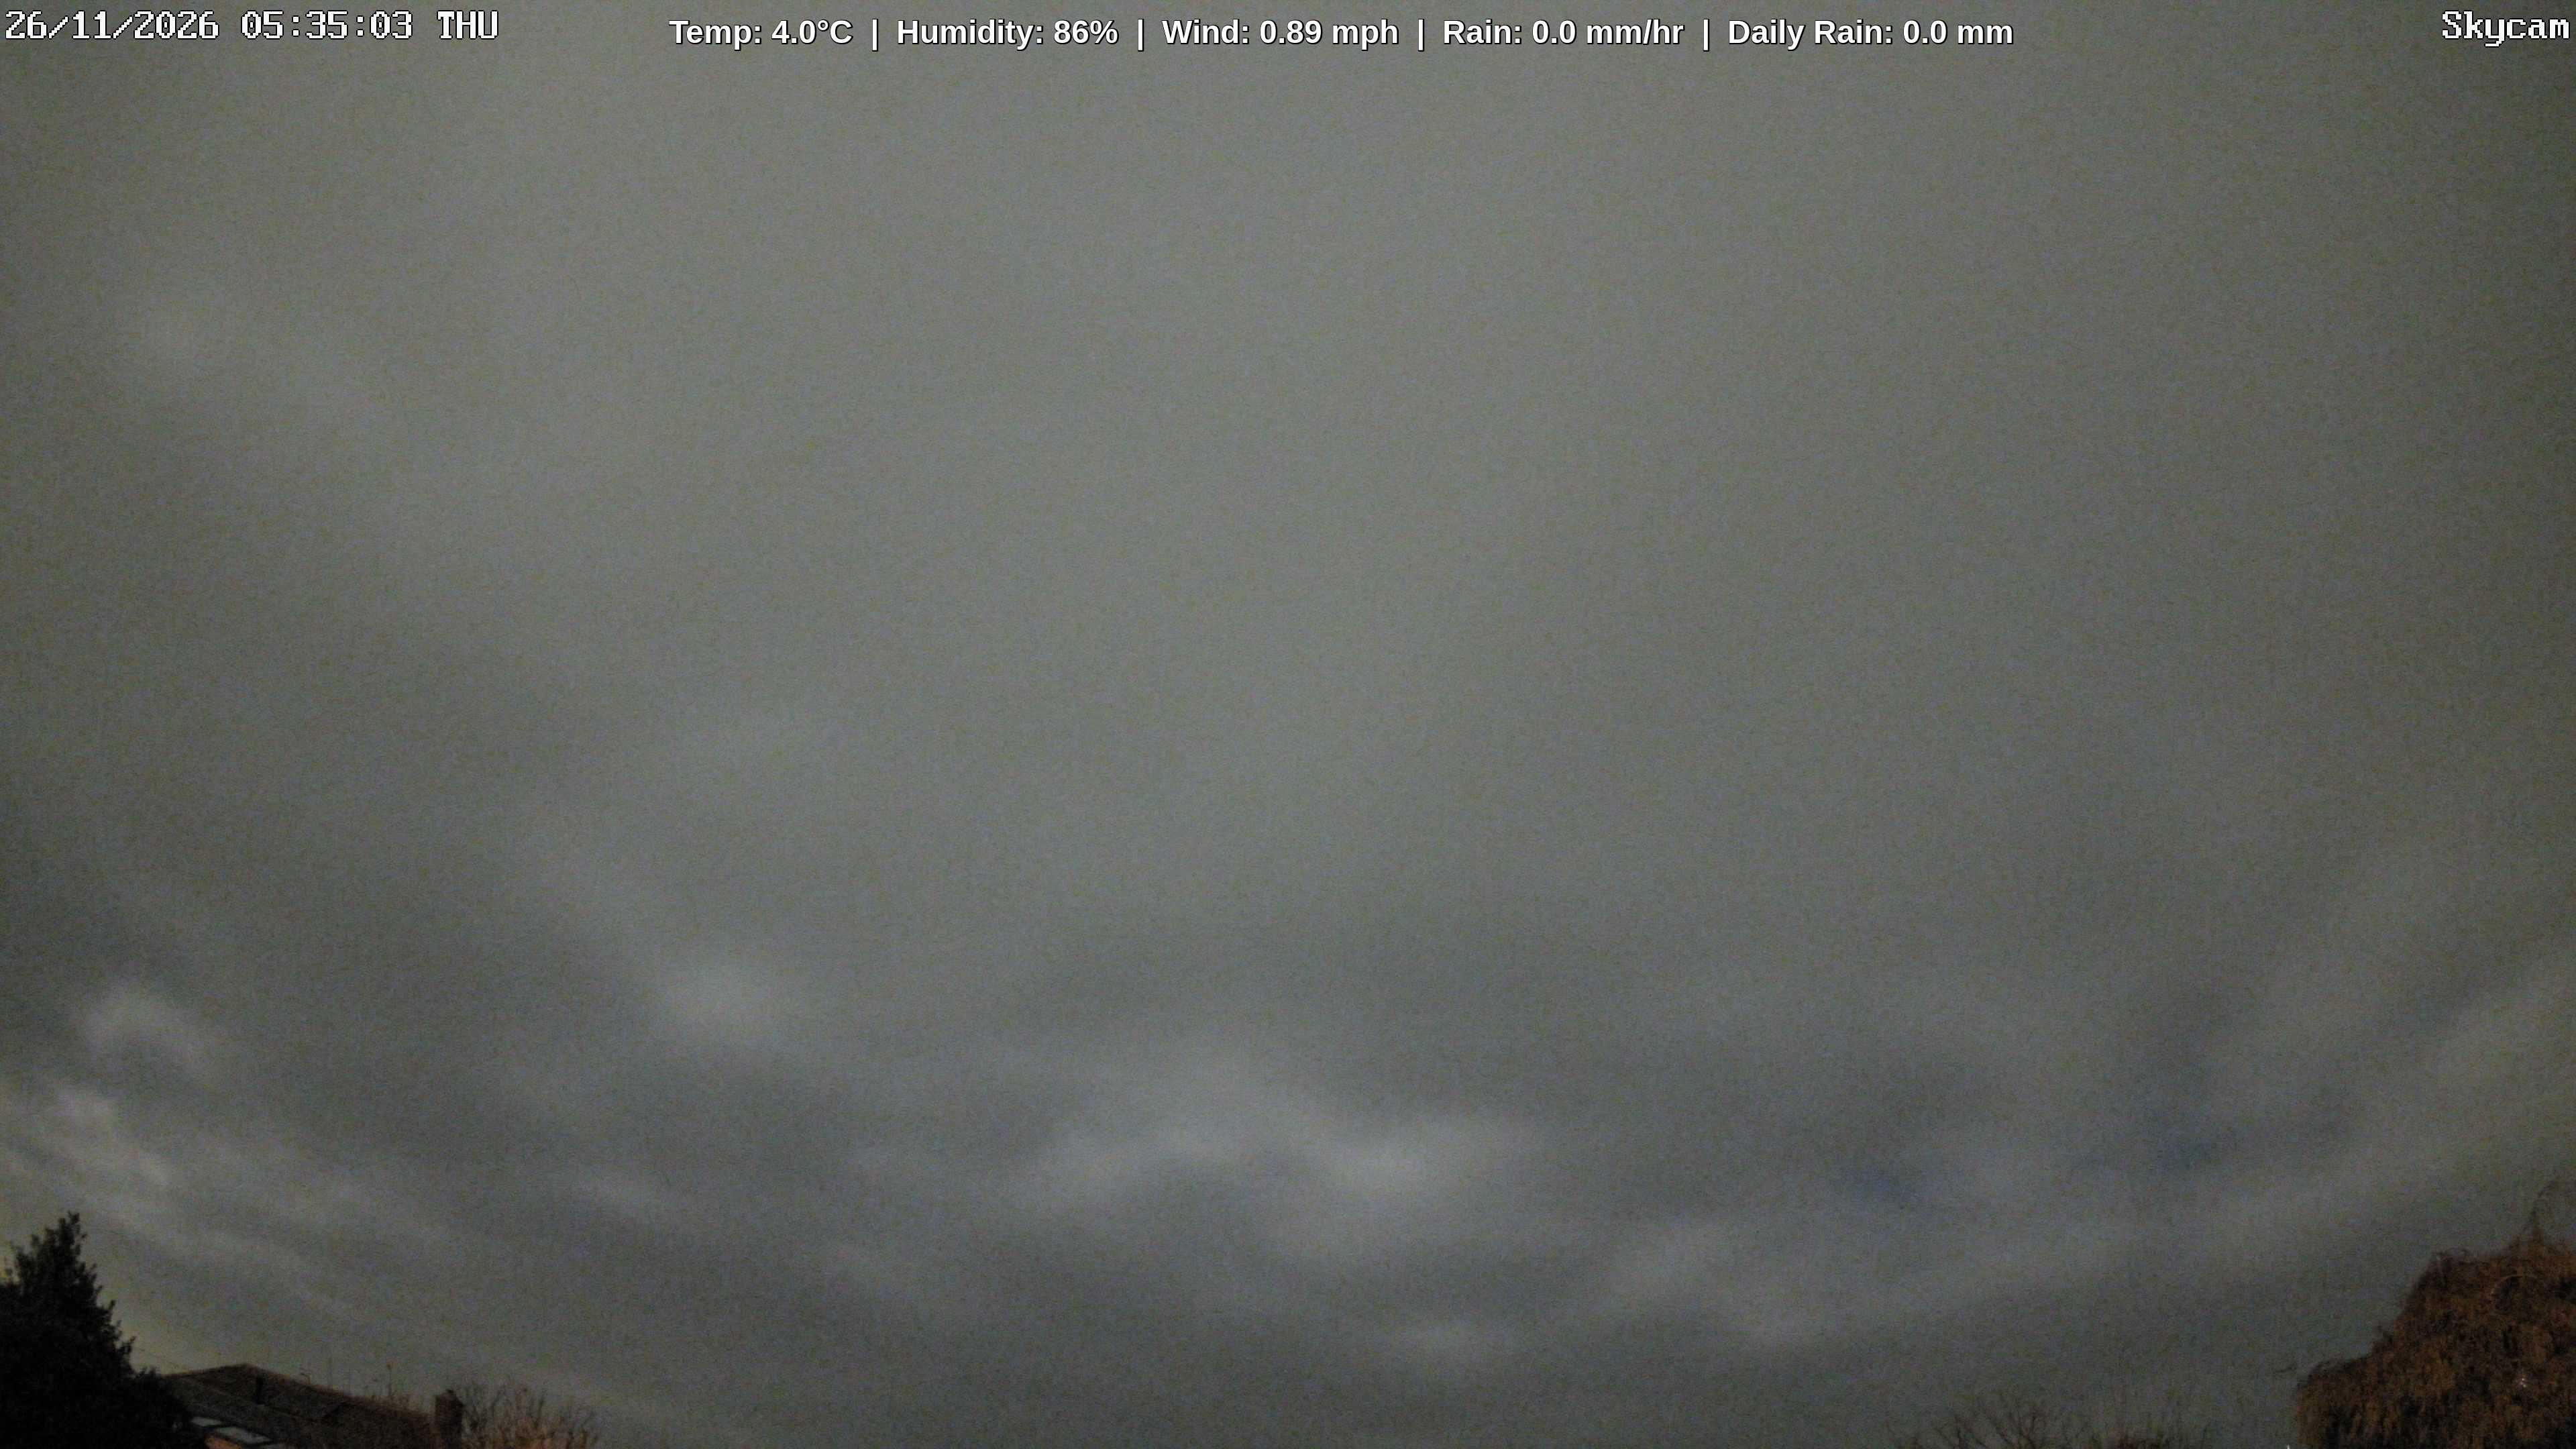 26/11/2026 05:35:03 THU
Temp: 4.0°C | Humidity: 86% | Wind: 0.89 mph | Rain: 0.0 mm/hr | Daily Rain: 0.0 mm
Skycam